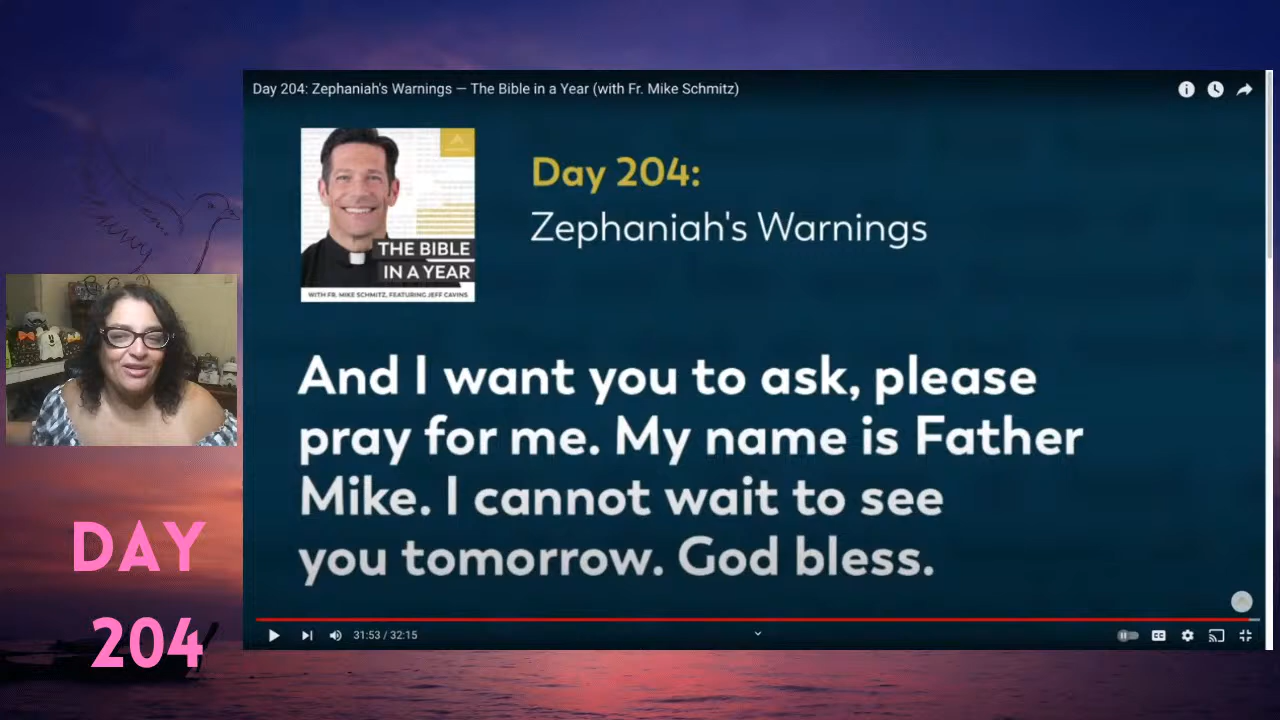 Day 204: Zephaniah's Warnings — The Bible in a Year (with Fr. Mike Schmitz)
THE BIBLE
IN A YEAR
WITH FR. MIKE SCHMITZ, FEATURING JEFF CAVINS
Day 204:
Zephaniah's Warnings
And I want you to ask, please
pray for me. My name is Father
Mike. I cannot wait to see
you tomorrow. God bless.
31:53 / 32:15
CC
DAY
204